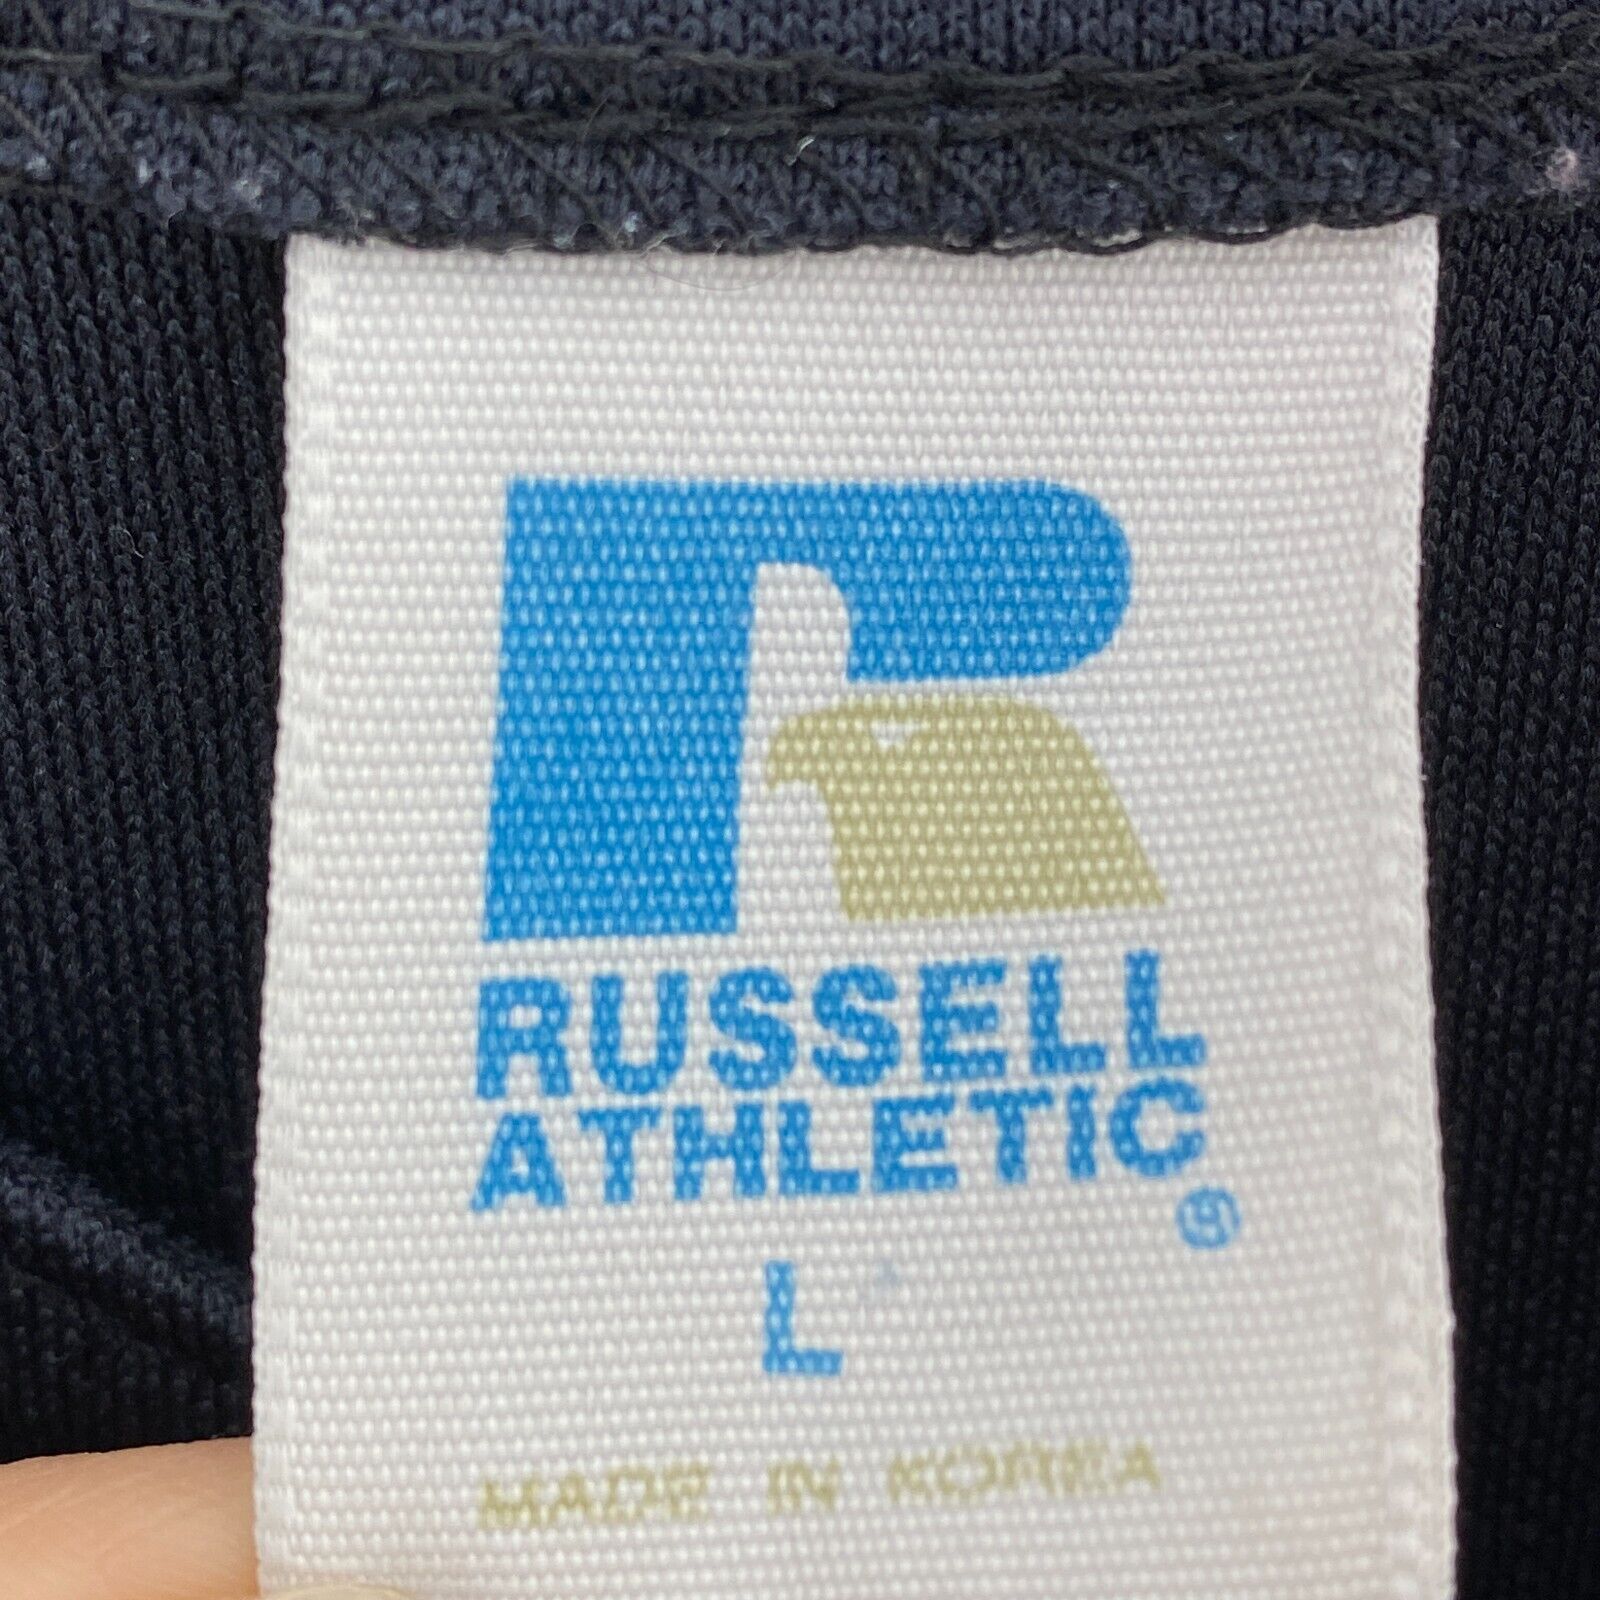 RUSSELL
ATHLETIC
®
L
MADE IN KOREA